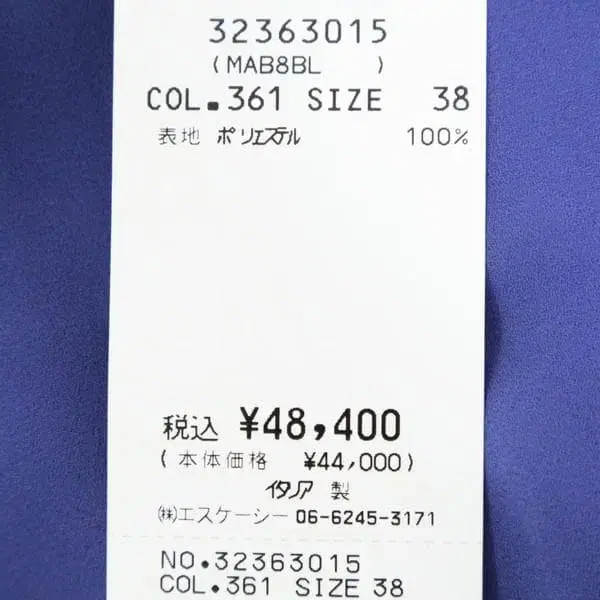 32363015
(MAB8BL )
COL.361 SIZE 38
表地 ポリエステル 100%
税込 ¥48,400
(本体価格 ¥44,000)
イタリア 製
㈱エスケーシー 06-6245-3171
NO.32363015
COL.361 SIZE 38